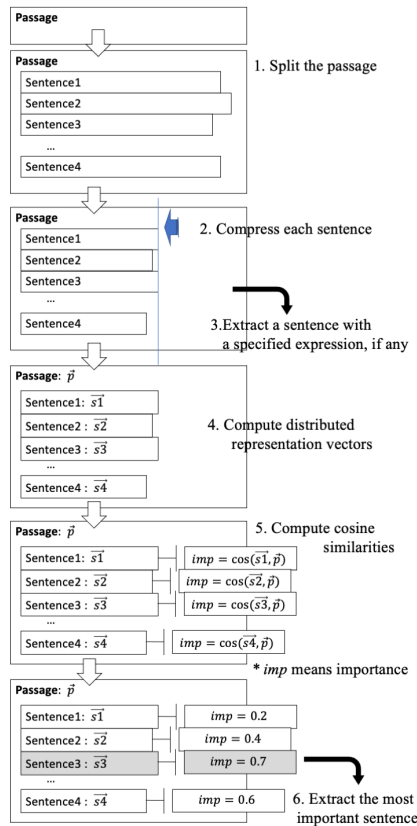 Passage
Passage
1. Split the passage
Sentence1
Sentence2
Sentence3
...
Sentence4
Passage
Sentence1
2. Compress each sentence
Sentence2
Sentence3
...
Sentence4
3.Extract a sentence with
a specified expression, if any
Passage: p⃗
Sentence1: s1⃗
Sentence2 : s2⃗
4. Compute distributed
representation vectors
Sentence3 : s3⃗
...
Sentence4 : s4⃗
Passage: p⃗
5. Compute cosine
similarities
Sentence1: s1⃗ imp = cos(s1⃗, p⃗)
Sentence2 : s2⃗ imp = cos(s2⃗, p⃗)
Sentence3 : s3⃗ imp = cos(s3⃗, p⃗)
...
Sentence4 : s4⃗ imp = cos(s4⃗, p⃗)
* imp means importance
Passage: p⃗
Sentence1: s1⃗ imp = 0.2
Sentence2 : s2⃗ imp = 0.4
Sentence3 : s3⃗ imp = 0.7
...
Sentence4 : s4⃗ imp = 0.6
6. Extract the most
important sentence